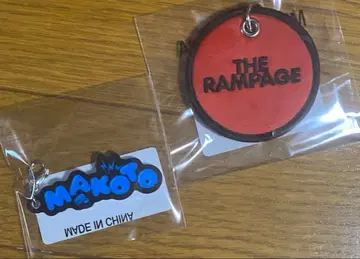 THE
RAMPAGE
MAKOTO
MADE IN CHINA